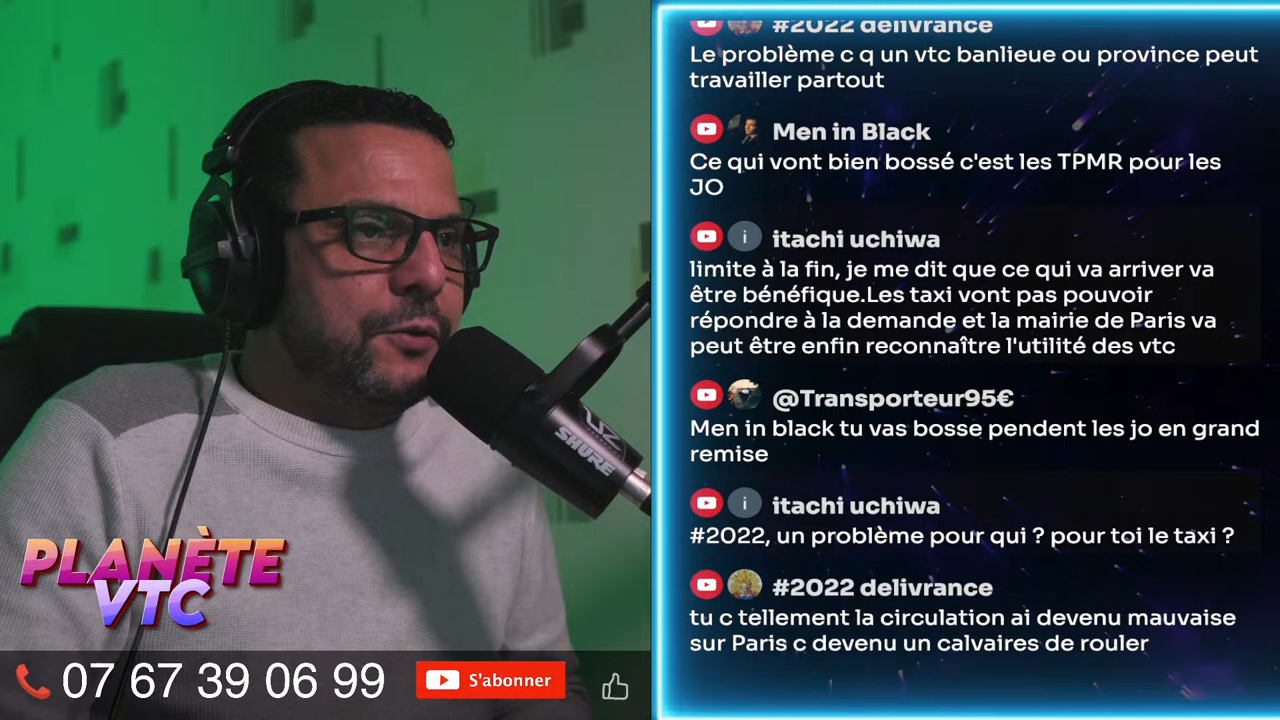 #2022 delivrance
Le problème c q un vtc banlieue ou province peut
travailler partout
Men in Black
Ce qui vont bien bossé c'est les TPMR pour les
JO
i
itachi uchiwa
limite à la fin, je me dit que ce qui va arriver va
être bénéfique.Les taxi vont pas pouvoir
répondre à la demande et la mairie de Paris va
peut être enfin reconnaître l'utilité des vtc
@Transporteur95€
Men in black tu vas bosse pendent les jo en grand
remise
i
itachi uchiwa
#2022, un problème pour qui ? pour toi le taxi ?
#2022 delivrance
tu c tellement la circulation ai devenu mauvaise
sur Paris c devenu un calvaires de rouler
SHURE
PLANÈTE
VTC
07 67 39 06 99
S'abonner